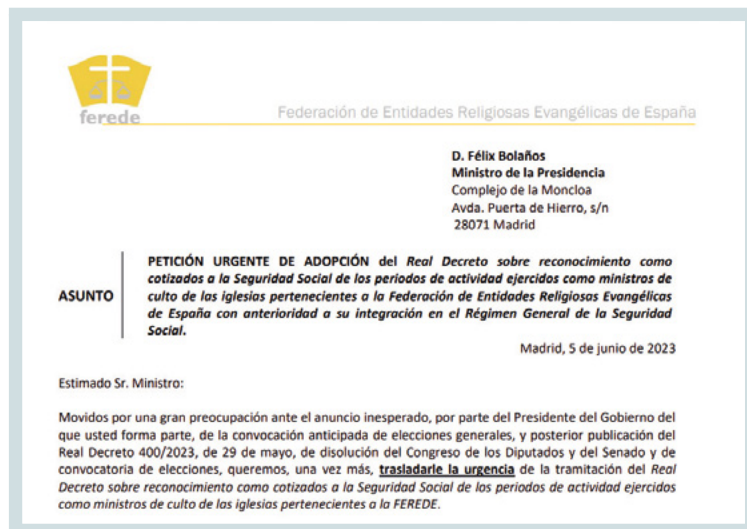 ferede
Federación de Entidades Religiosas Evangélicas de España
D. Félix Bolaños
Ministro de la Presidencia
Complejo de la Moncloa
Avda. Puerta de Hierro, s/n
28071 Madrid
ASUNTO
PETICIÓN URGENTE DE ADOPCIÓN del Real Decreto sobre reconocimiento como
cotizados a la Seguridad Social de los periodos de actividad ejercidos como ministros de
culto de las iglesias pertenecientes a la Federación de Entidades Religiosas Evangélicas
de España con anterioridad a su integración en el Régimen General de la Seguridad
Social.
Madrid, 5 de junio de 2023
Estimado Sr. Ministro:
Movidos por una gran preocupación ante el anuncio inesperado, por parte del Presidente del Gobierno del
que usted forma parte, de la convocación anticipada de elecciones generales, y posterior publicación del
Real Decreto 400/2023, de 29 de mayo, de disolución del Congreso de los Diputados y del Senado y de
convocatoria de elecciones, queremos, una vez más, trasladarle la urgencia de la tramitación del Real
Decreto sobre reconocimiento como cotizados a la Seguridad Social de los periodos de actividad ejercidos
como ministros de culto de las iglesias pertenecientes a la FEREDE.